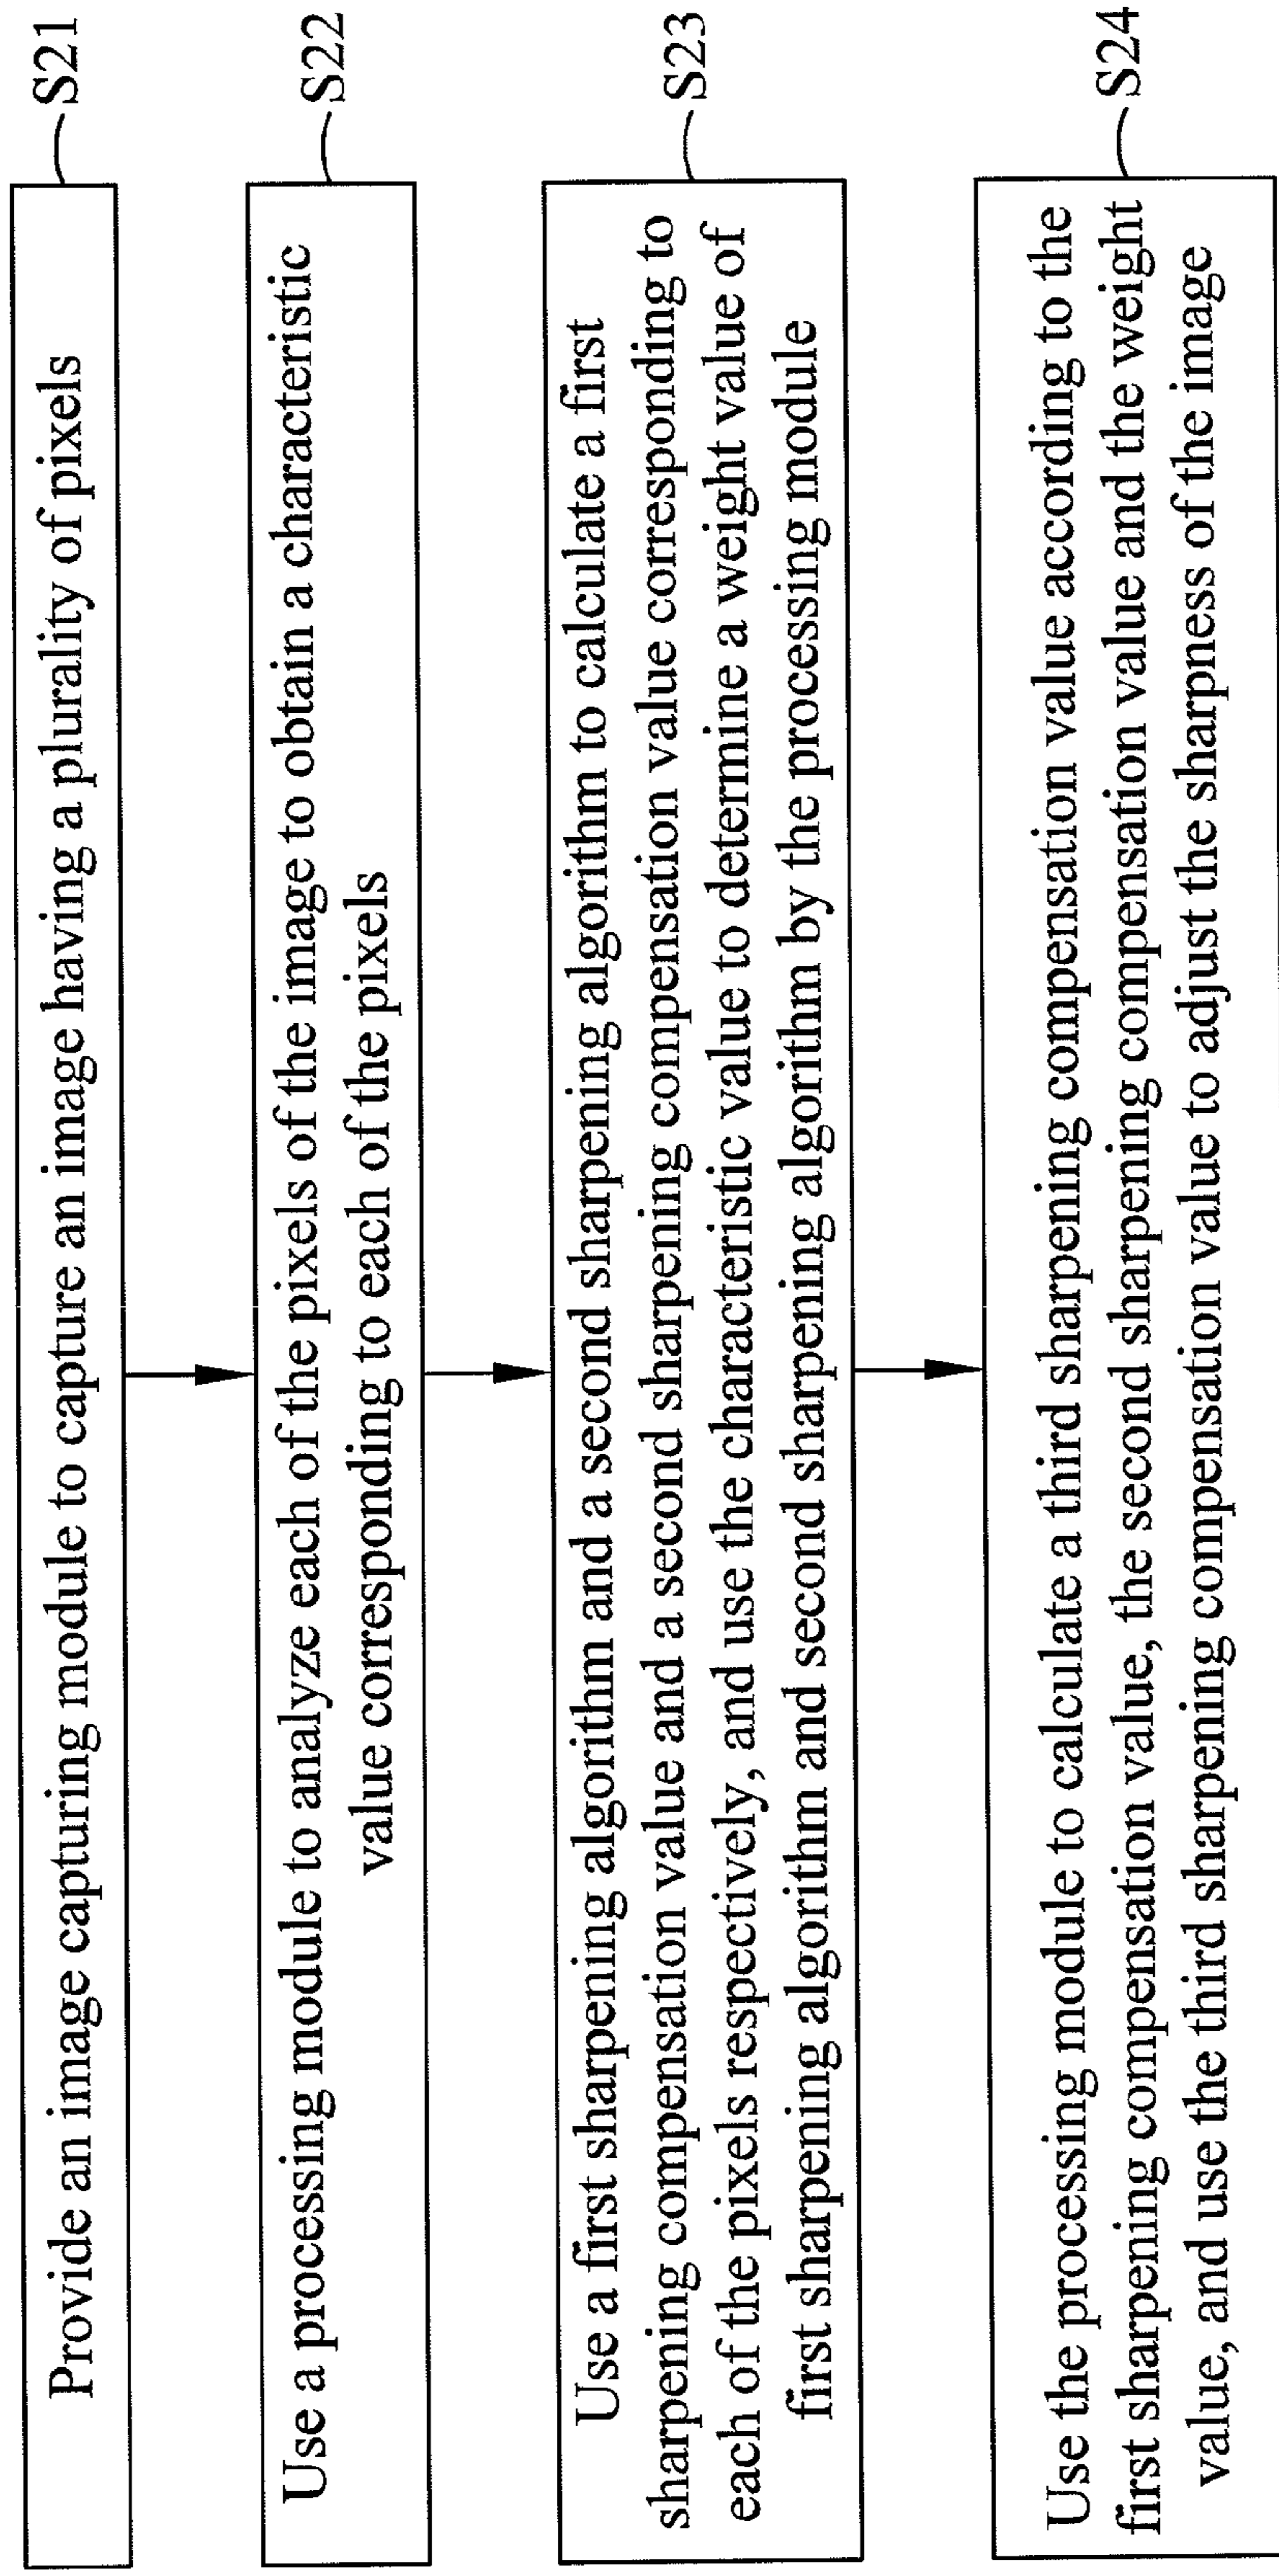 Provide an image capturing module to capture an image having a plurality of pixels
S21
Use a processing module to analyze each of the pixels of the image to obtain a characteristic
value corresponding to each of the pixels
S22
Use a first sharpening algorithm and a second sharpening algorithm to calculate a first
sharpening compensation value and a second sharpening compensation value corresponding to
each of the pixels respectively, and use the characteristic value to determine a weight value of
first sharpening algorithm and second sharpening algorithm by the processing module
S23
Use the processing module to calculate a third sharpening compensation value according to the
first sharpening compensation value, the second sharpening compensation value and the weight
value, and use the third sharpening compensation value to adjust the sharpness of the image
S24